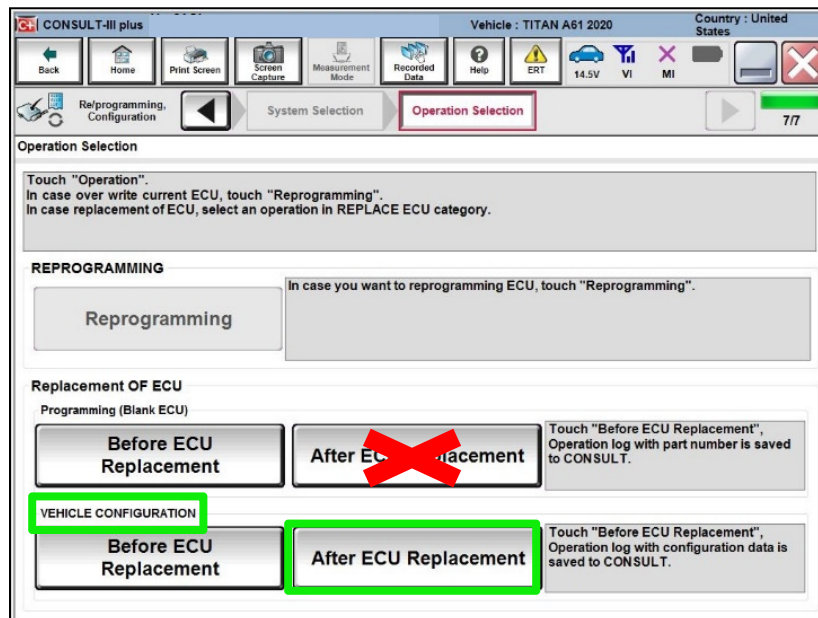 C+ CONSULT-III plus
Vehicle : TITAN A61 2020
Country : United
States
Back
Home
Print Screen
Screen
Capture
Measurement
Mode
Recorded
Data
Help
ERT
14.5V
VI
MI
Re/programming,
Configuration
System Selection
Operation Selection
7/7
Operation Selection
Touch "Operation".
In case over write current ECU, touch "Reprogramming".
In case replacement of ECU, select an operation in REPLACE ECU category.
REPROGRAMMING
Reprogramming
In case you want to reprogramming ECU, touch "Reprogramming".
Replacement OF ECU
Programming (Blank ECU)
Before ECU
Replacement
After EC lacement
Touch "Before ECU Replacement",
Operation log with part number is saved
to CONSULT.
VEHICLE CONFIGURATION
Before ECU
Replacement
After ECU Replacement
Touch "Before ECU Replacement",
Operation log with configuration data is
saved to CONSULT.